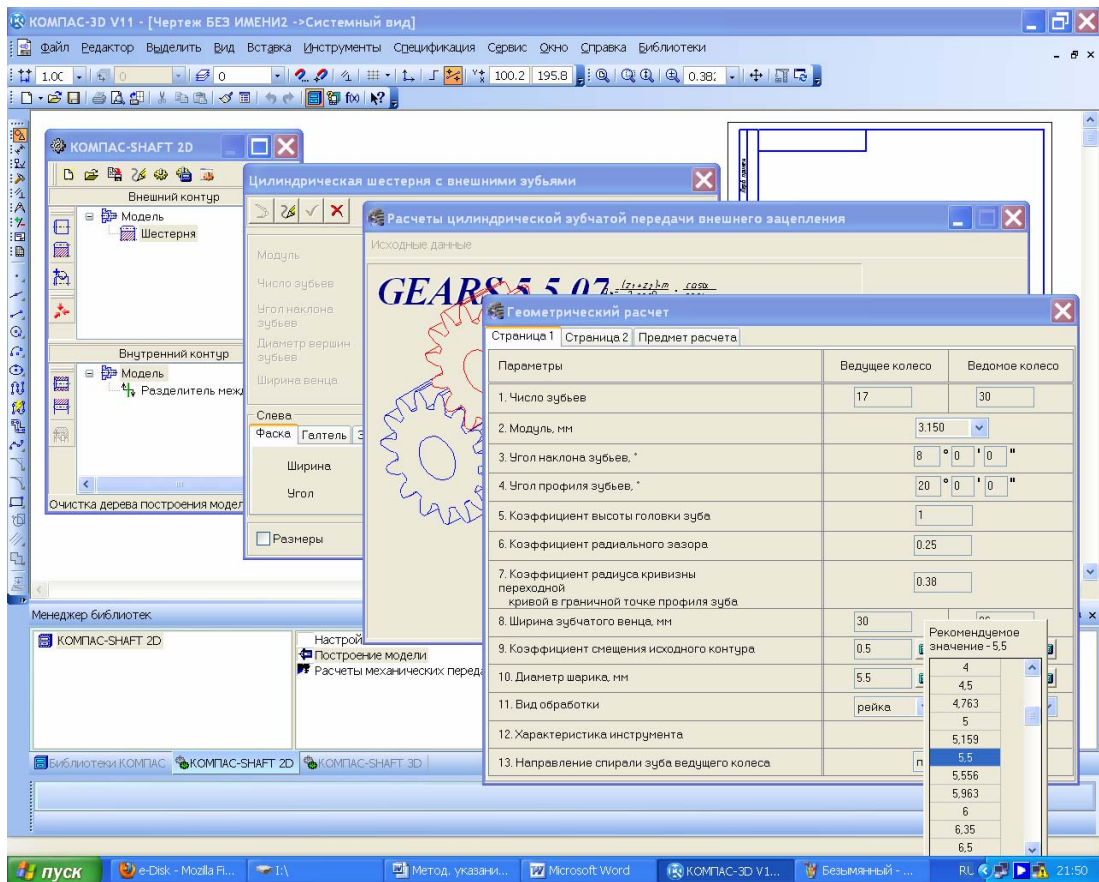 КОМПАС-3D V11 - [Чертеж БЕЗ ИМЕНИ2 ->Системный вид]
Файл Редактор Выделить Вид Вставка Инструменты Спецификация Сервис Окно Справка Библиотеки
1.0 0 0 100.2 195.8 0.38
КОМПАС-SHAFT 2D
Внешний контур
Модель
Шестерня
Внутренний контур
Модель
Разделитель меж
Очистка дерева построения модел
Цилиндрическая шестерня с внешними зубьями
Модуль
Число зубьев
Угол наклона
зубьев
Диаметр вершин
зубьев
Ширина венца
Слева
Фаска Галтель
Ширина
Угол
Размеры
Расчеты цилиндрической зубчатой передачи внешнего зацепления
Исходные данные
GEARS 5.5.07
Геометрический расчет
Страница 1 Страница 2 Предмет расчета
Параметры Ведущее колесо Ведомое колесо
1. Число зубьев 17 30
2. Модуль, мм 3.150
3. Угол наклона зубьев, ° 8 ° 0 ' 0 "
4. Угол профиля зубьев, ° 20 ° 0 ' 0 "
5. Коэффициент высоты головки зуба 1
6. Коэффициент радиального зазора 0.25
7. Коэффициент радиуса кривизны
переходной
кривой в граничной точке профиля зуба 0.38
8. Ширина зубчатого венца, мм 30
9. Коэффициент смещения исходного контура 0.5
10. Диаметр шарика, мм 5.5
11. Вид обработки рейка
12. Характеристика инструмента
13. Направление спирали зуба ведущего колеса п
Рекомендуемое
значение - 5,5
4
4,5
4,763
5
5,159
5,5
5,556
5,963
6
6,35
6,5
Менеджер библиотек
КОМПАС-SHAFT 2D
Настрой
Построение модели
Расчеты механических переда
Библиотеки КОМПАС КОМПАС-SHAFT 2D КОМПАС-SHAFT 3D
пуск e-Disk - Mozilla Fi... I:\ Метод. указани... Microsoft Word КОМПАС-3D V1... Безымянный - ... RU 21:50